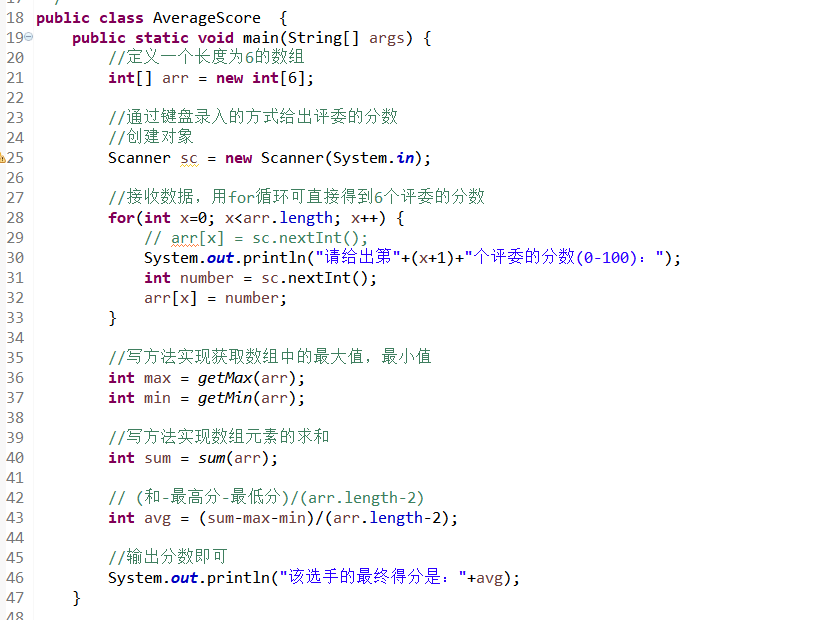 18 public class AverageScore {
19 public static void main(String[] args) {
20 //定义一个长度为6的数组
21 int[] arr = new int[6];
22
23 //通过键盘录入的方式给出评委的分数
24 //创建对象
25 Scanner sc = new Scanner(System.in);
26
27 //接收数据，用for循环可直接得到6个评委的分数
28 for(int x=0; x<arr.length; x++) {
29 // arr[x] = sc.nextInt();
30 System.out.println("请给出第"+(x+1)+"个评委的分数(0-100)：");
31 int number = sc.nextInt();
32 arr[x] = number;
33 }
34
35 //写方法实现获取数组中的最大值，最小值
36 int max = getMax(arr);
37 int min = getMin(arr);
38
39 //写方法实现数组元素的求和
40 int sum = sum(arr);
41
42 // (和-最高分-最低分)/(arr.length-2)
43 int avg = (sum-max-min)/(arr.length-2);
44
45 //输出分数即可
46 System.out.println("该选手的最终得分是："+avg);
47 }
48